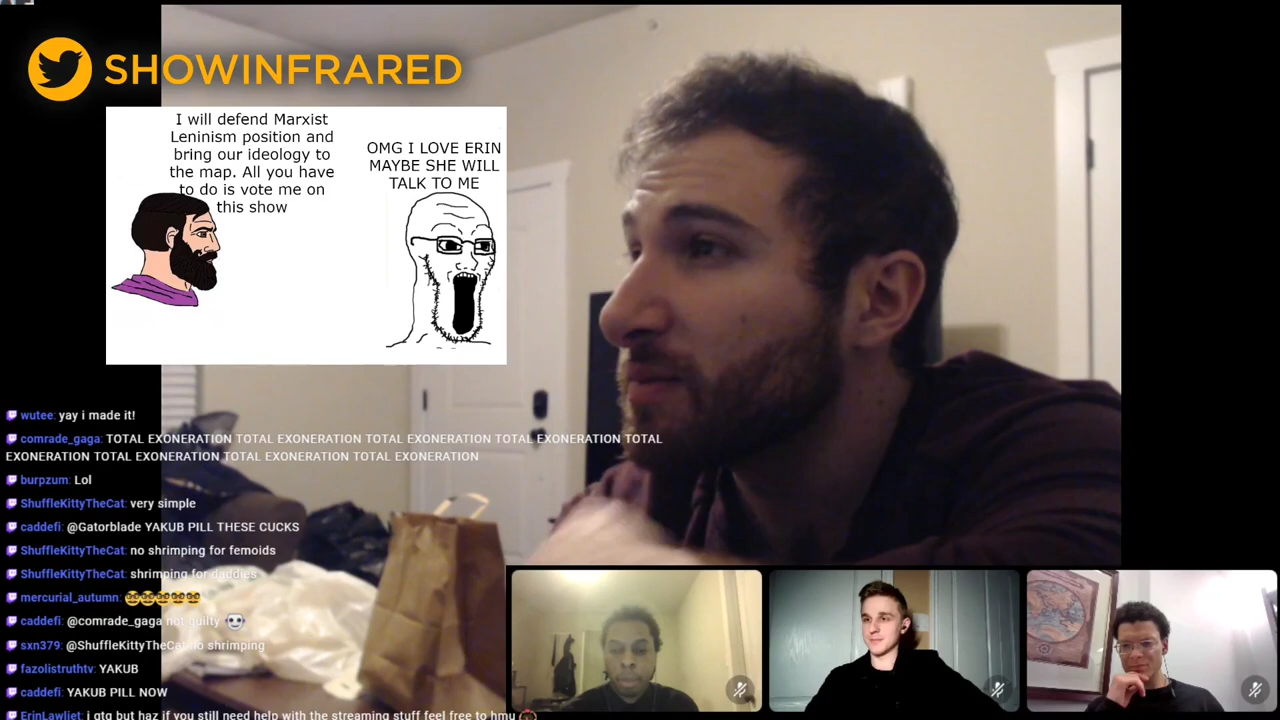 SHOWINFRARED
I will defend Marxist
Leninism position and
bring our ideology to
the map. All you have
to do is vote me on
this show
OMG I LOVE ERIN
MAYBE SHE WILL
TALK TO ME
wutee: yay i made it!
comrade_gaga: TOTAL EXONERATION TOTAL EXONERATION TOTAL EXONERATION TOTAL EXONERATION TOTAL
EXONERATION TOTAL EXONERATION TOTAL EXONERATION TOTAL EXONERATION
burpzum: Lol
ShuffleKittyTheCat: very simple
caddefi: @Gatorblade YAKUB PILL THESE CUCKS
ShuffleKittyTheCat: no shrimping for femoids
ShuffleKittyTheCat: shrimping for daddies
mercurial_autumn:
caddefi: @comrade_gaga not guilty
sxn379: @ShuffleKittyTheCat no shrimping
fazolistruthtv: YAKUB
caddefi: YAKUB PILL NOW
ErinLawliet: i gtg but haz if you still need help with the streaming stuff feel free to hmu